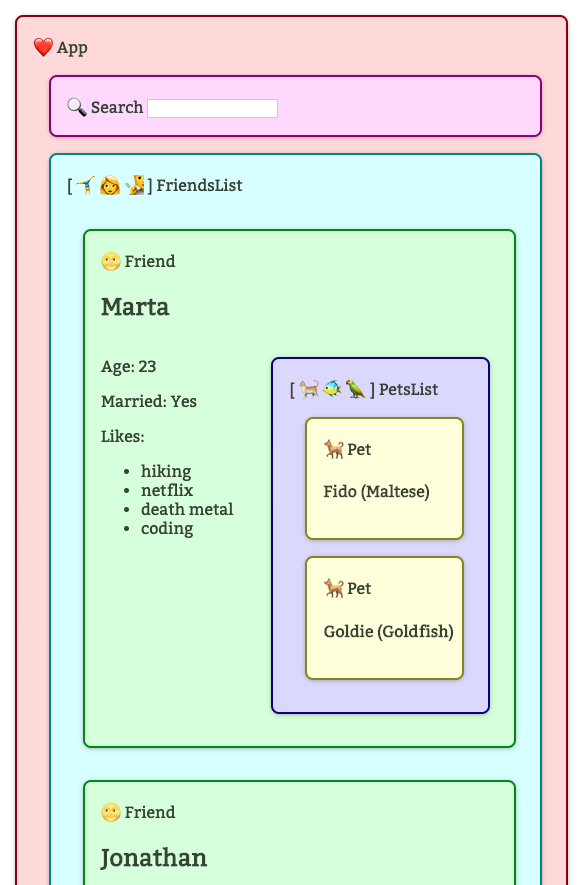 ❤️ App
🔍 Search
[🤸👩🤽] FriendsList
🌝 Friend
Marta
Age: 23
Married: Yes
Likes:
• hiking
• netflix
• death metal
• coding
[🐈🐠🦜] PetsList
🐕 Pet
Fido (Maltese)
🐕 Pet
Goldie (Goldfish)
🌝 Friend
Jonathan